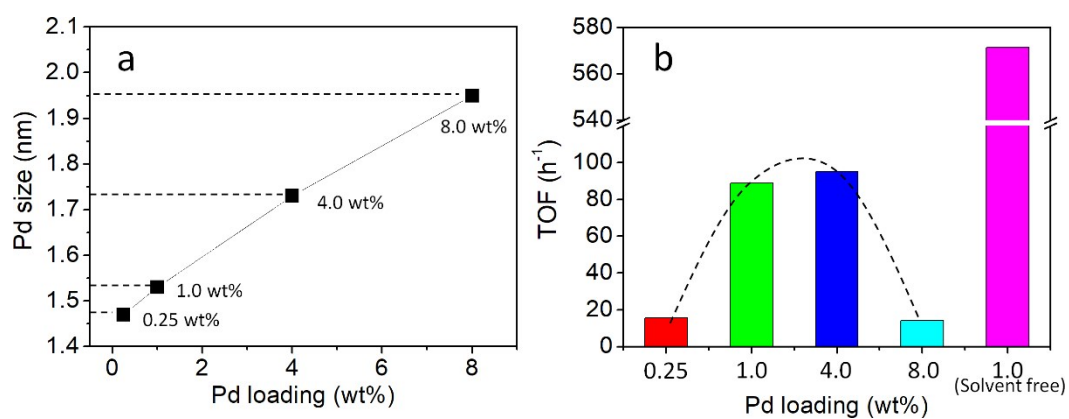 a
2.1
2.0
1.9
1.8
1.7
1.6
1.5
1.4
Pd size (nm)
8.0 wt%
4.0 wt%
1.0 wt%
0.25 wt%
0 2 4 6 8
Pd loading (wt%)
b
580
560
540
100
80
60
40
20
0
TOF (h⁻¹)
0.25 1.0 4.0 8.0 1.0
(Solvent free)
Pd loading (wt%)